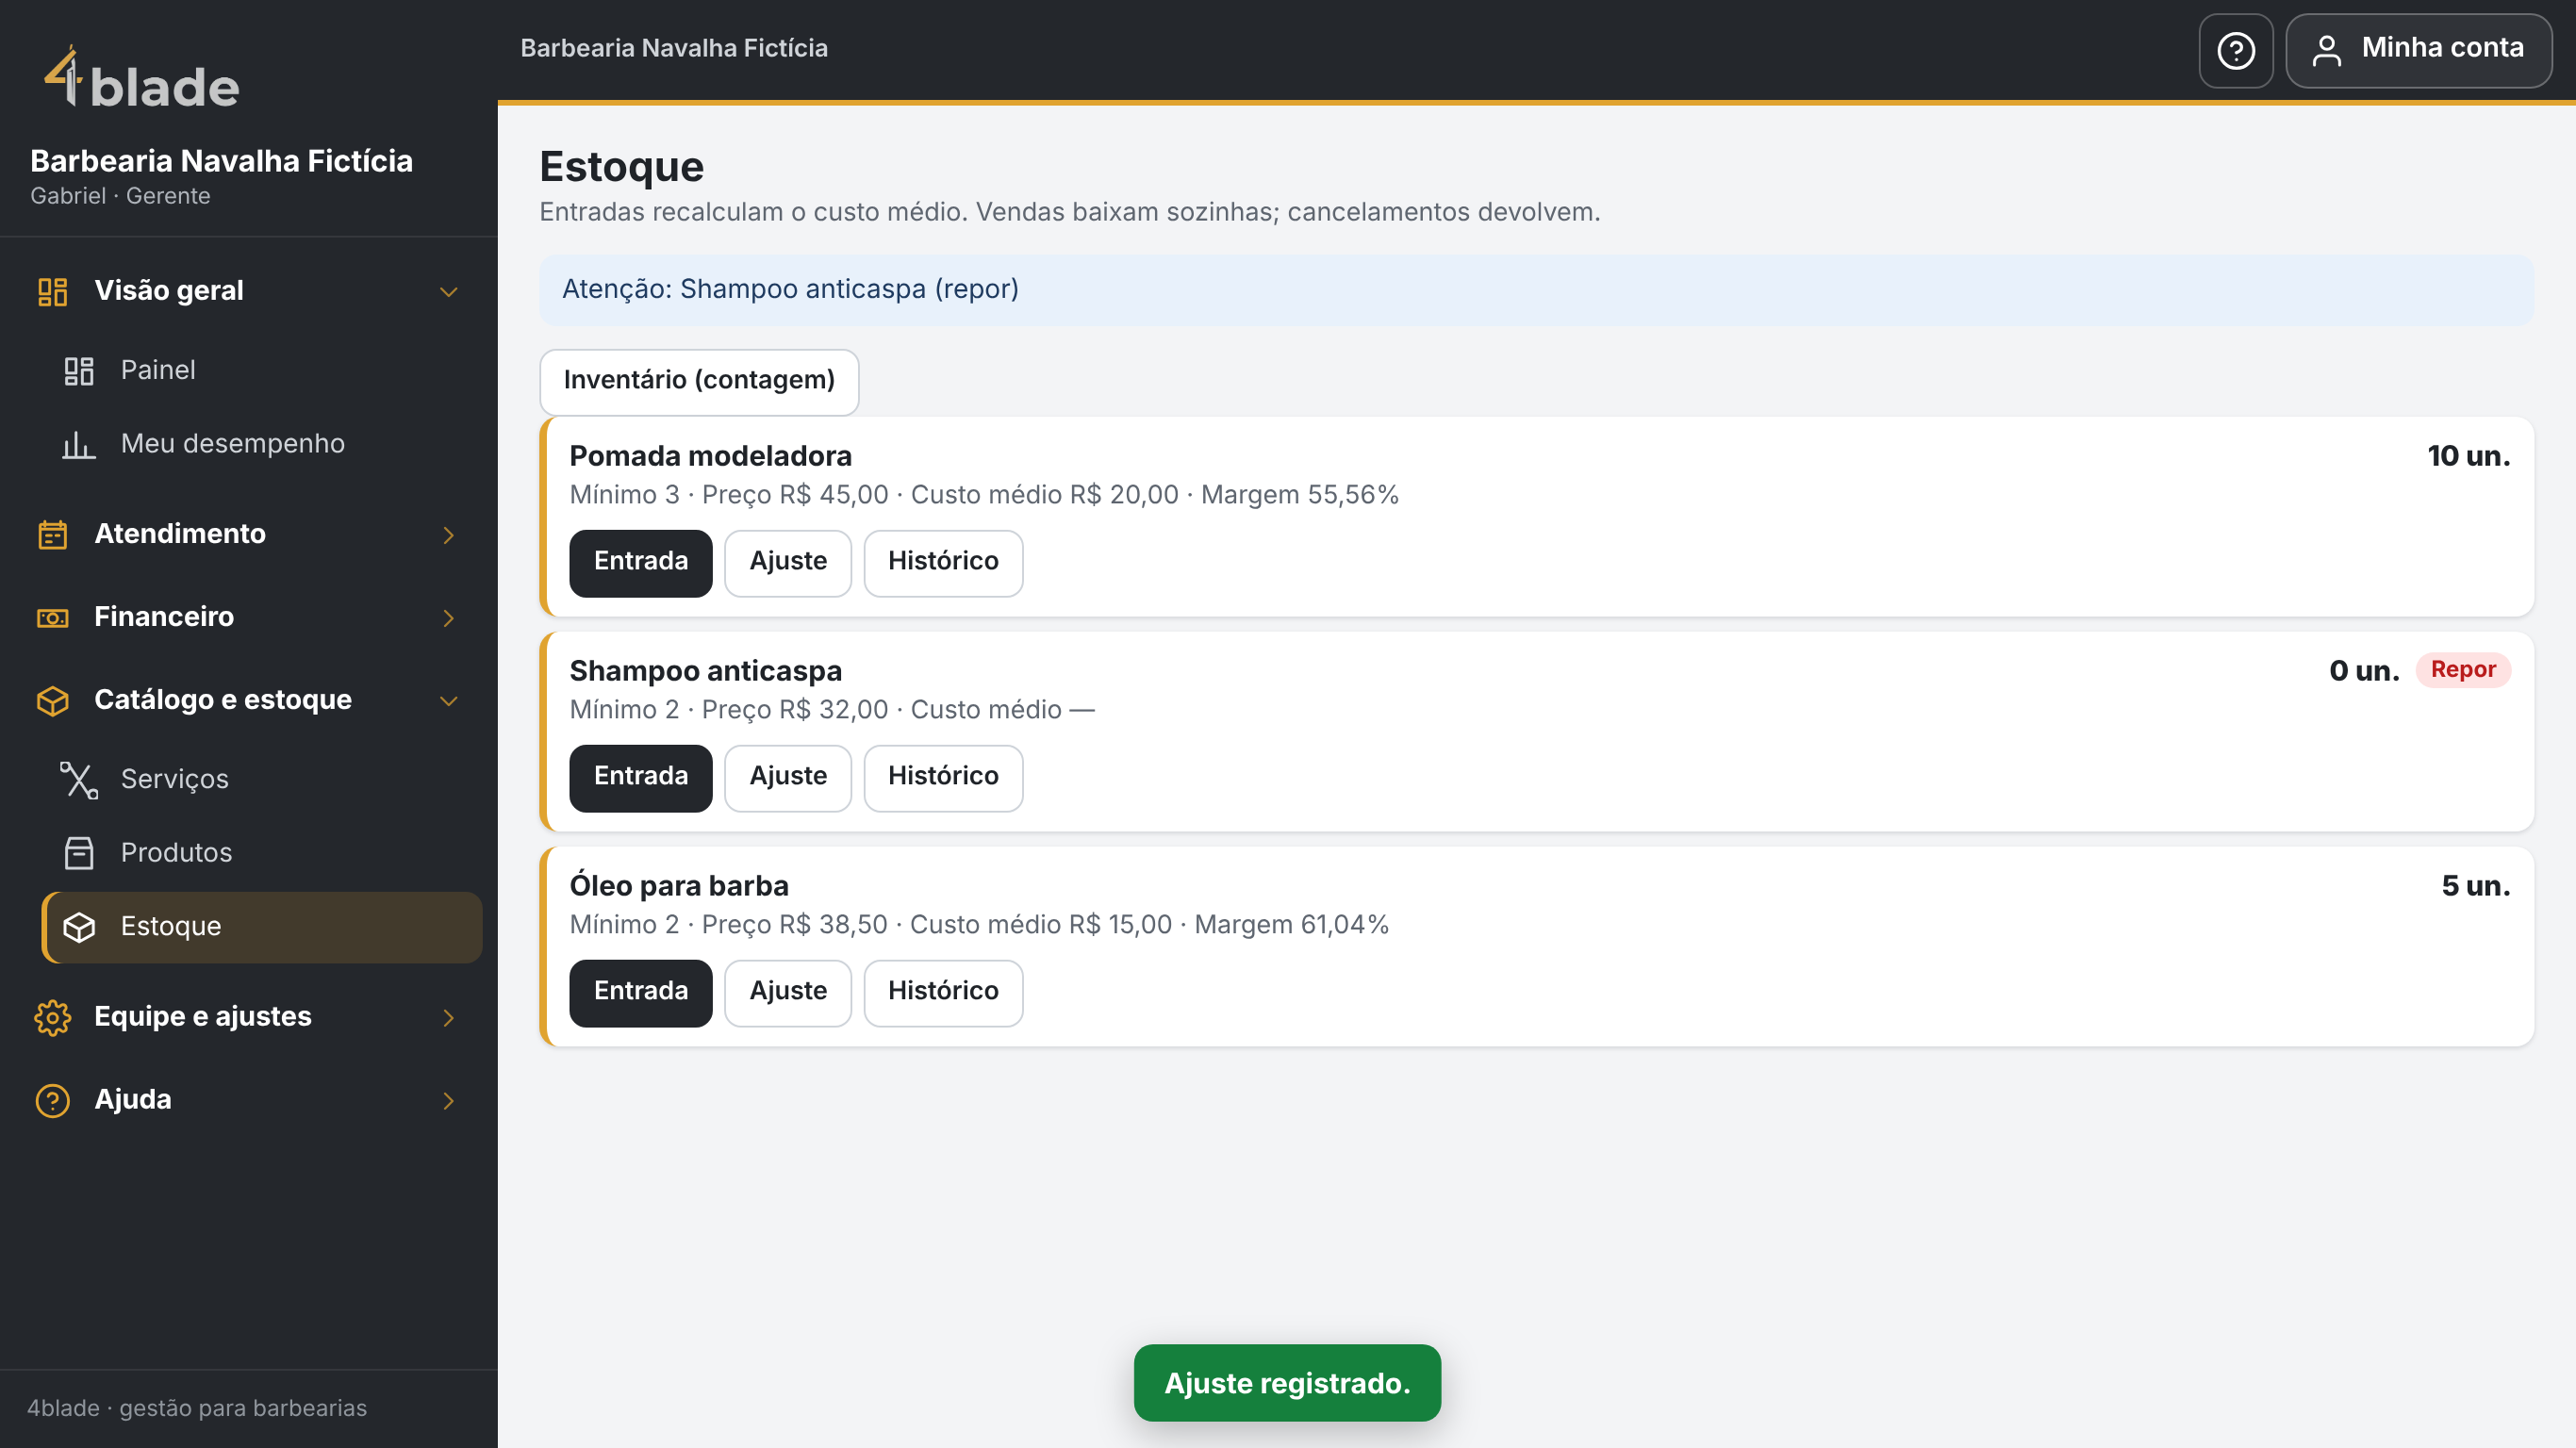 4blade
Barbearia Navalha Fictícia
Gabriel · Gerente
Visão geral
Painel
Meu desempenho
Atendimento
Financeiro
Catálogo e estoque
Serviços
Produtos
Estoque
Equipe e ajustes
Ajuda
4blade · gestão para barbearias
Barbearia Navalha Fictícia
Minha conta
Estoque
Entradas recalculam o custo médio. Vendas baixam sozinhas; cancelamentos devolvem.
Atenção: Shampoo anticaspa (repor)
Inventário (contagem)
Pomada modeladora 10 un.
Mínimo 3 · Preço R$ 45,00 · Custo médio R$ 20,00 · Margem 55,56%
Entrada Ajuste Histórico
Shampoo anticaspa 0 un. Repor
Mínimo 2 · Preço R$ 32,00 · Custo médio —
Entrada Ajuste Histórico
Óleo para barba 5 un.
Mínimo 2 · Preço R$ 38,50 · Custo médio R$ 15,00 · Margem 61,04%
Entrada Ajuste Histórico
Ajuste registrado.